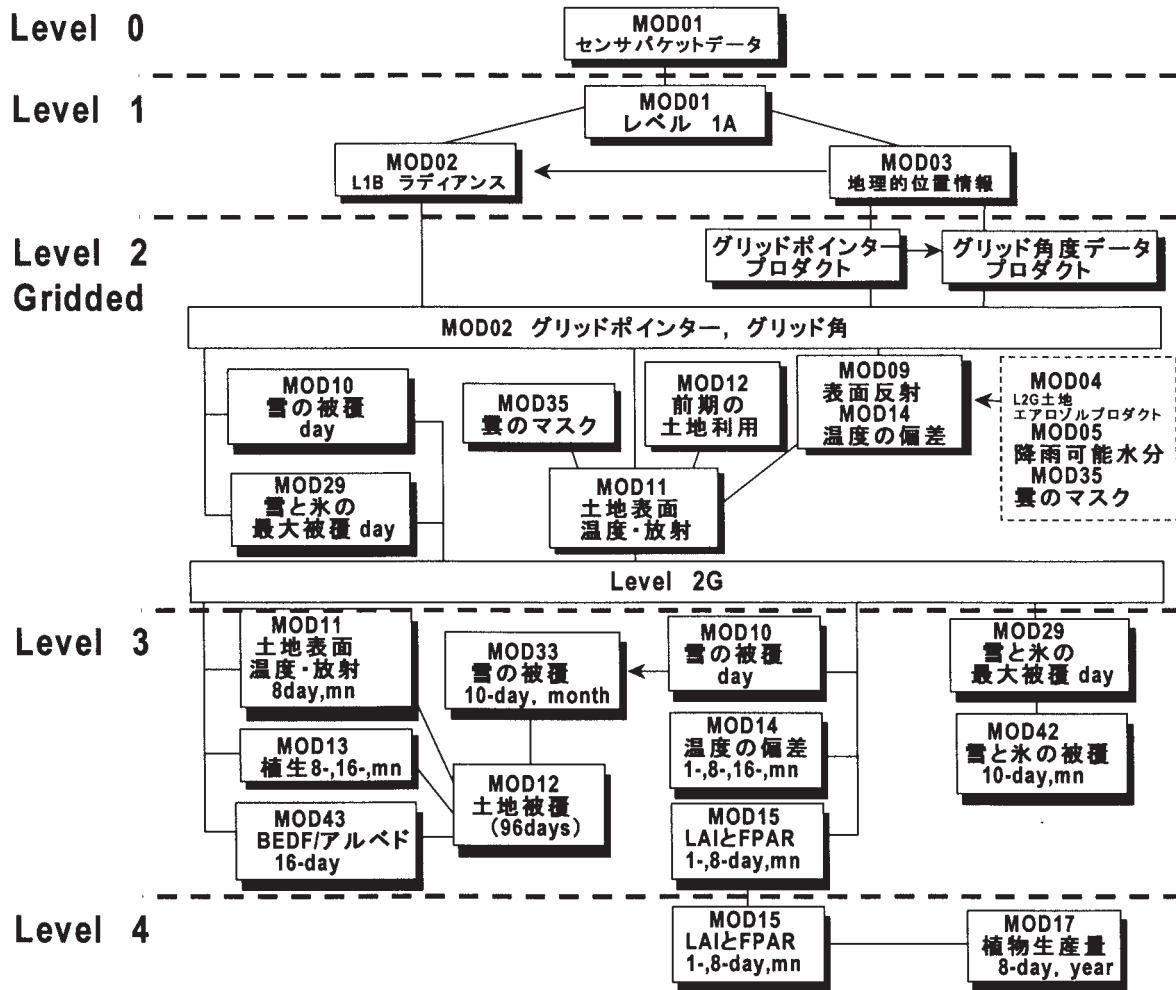 Level 0
MOD01
センサパケットデータ
Level 1
MOD01
レベル 1A
MOD02
L1B ラディアンス
MOD03
地理的位置情報
Level 2
Gridded
グリッドポインター
プロダクト
グリッド角度データ
プロダクト
MOD02 グリッドポインター, グリッド角
MOD10
雪の被覆
day
MOD35
雲のマスク
MOD12
前期の
土地利用
MOD09
表面反射
MOD14
温度の偏差
MOD04
L2G土地
エアロゾルプロダクト
MOD05
降雨可能水分
MOD35
雲のマスク
MOD29
雪と氷の
最大被覆 day
MOD11
土地表面
温度・放射
Level 2G
Level 3
MOD11
土地表面
温度・放射
8day,mn
MOD33
雪の被覆
10-day, month
MOD10
雪の被覆
day
MOD29
雪と氷の
最大被覆 day
MOD13
植生8-,16-,mn
MOD14
温度の偏差
1-,8-,16-,mn
MOD42
雪と氷の被覆
10-day,mn
MOD12
土地被覆
(96days)
MOD43
BEDF/アルベド
16-day
MOD15
LAIとFPAR
1-,8-day,mn
Level 4
MOD15
LAIとFPAR
1-,8-day,mn
MOD17
植物生産量
8-day, year